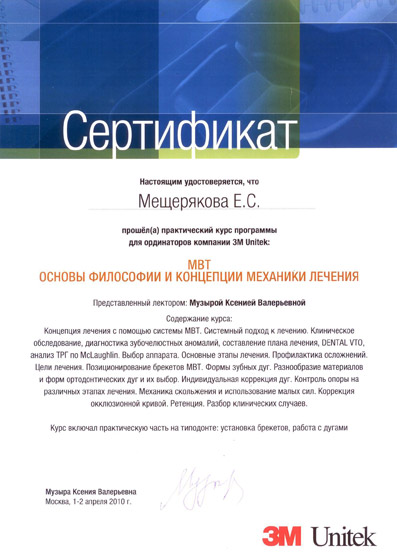 Сертификат
Настоящим удостоверяется, что
Мещерякова Е.С.
прошёл(а) практический курс программы
для ординаторов компании 3M Unitek:
МВТ
ОСНОВЫ ФИЛОСОФИИ И КОНЦЕПЦИИ МЕХАНИКИ ЛЕЧЕНИЯ
Представленный лектором: Музырой Ксенией Валерьевной
Содержание курса:
Концепция лечения с помощью системы МВТ. Системный подход к лечению. Клиническое
обследование, диагностика зубочелюстных аномалий, составление плана лечения, DENTAL VTO,
анализ ТРГ по McLaughlin. Выбор аппарата. Основные этапы лечения. Профилактика осложнений.
Цели лечения. Позиционирование брекетов МВТ. Формы зубных дуг. Разнообразие материалов
и форм ортодонтических дуг и их выбор. Индивидуальная коррекция дуг. Контроль опоры на
различных этапах лечения. Механика скольжения и использование малых сил. Коррекция
окклюзионной кривой. Ретенция. Разбор клинических случаев.
Курс включал практическую часть на типодонте: установка брекетов, работа с дугами
Музыра Ксения Валерьевна
Москва, 1-2 апреля 2010 г.
3M Unitek